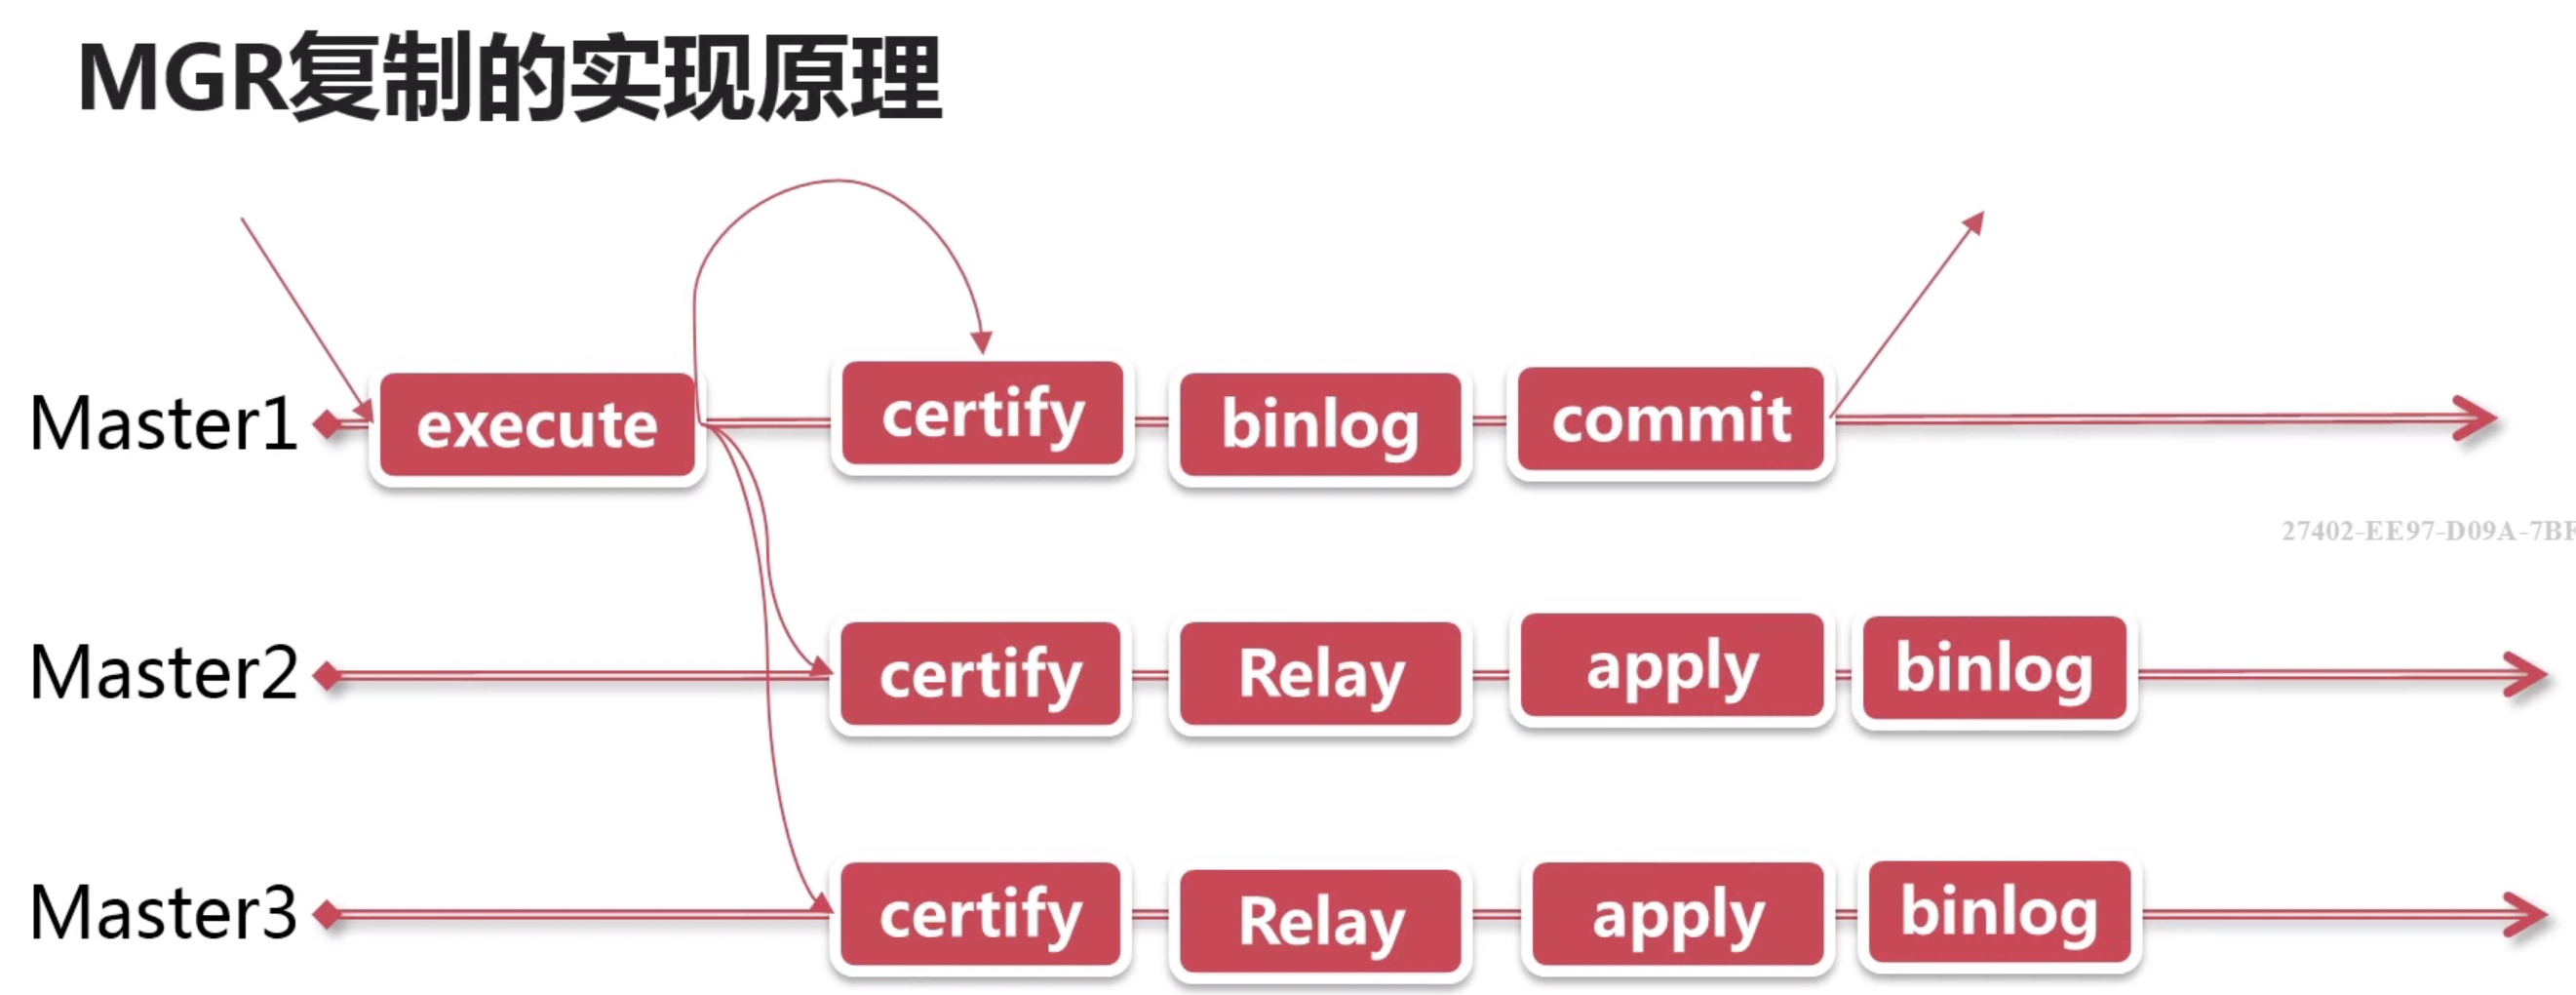 MGR复制的实现原理
Master1 execute certify binlog commit
27402-EE97-D09A-7BF
Master2 certify Relay apply binlog
Master3 certify Relay apply binlog